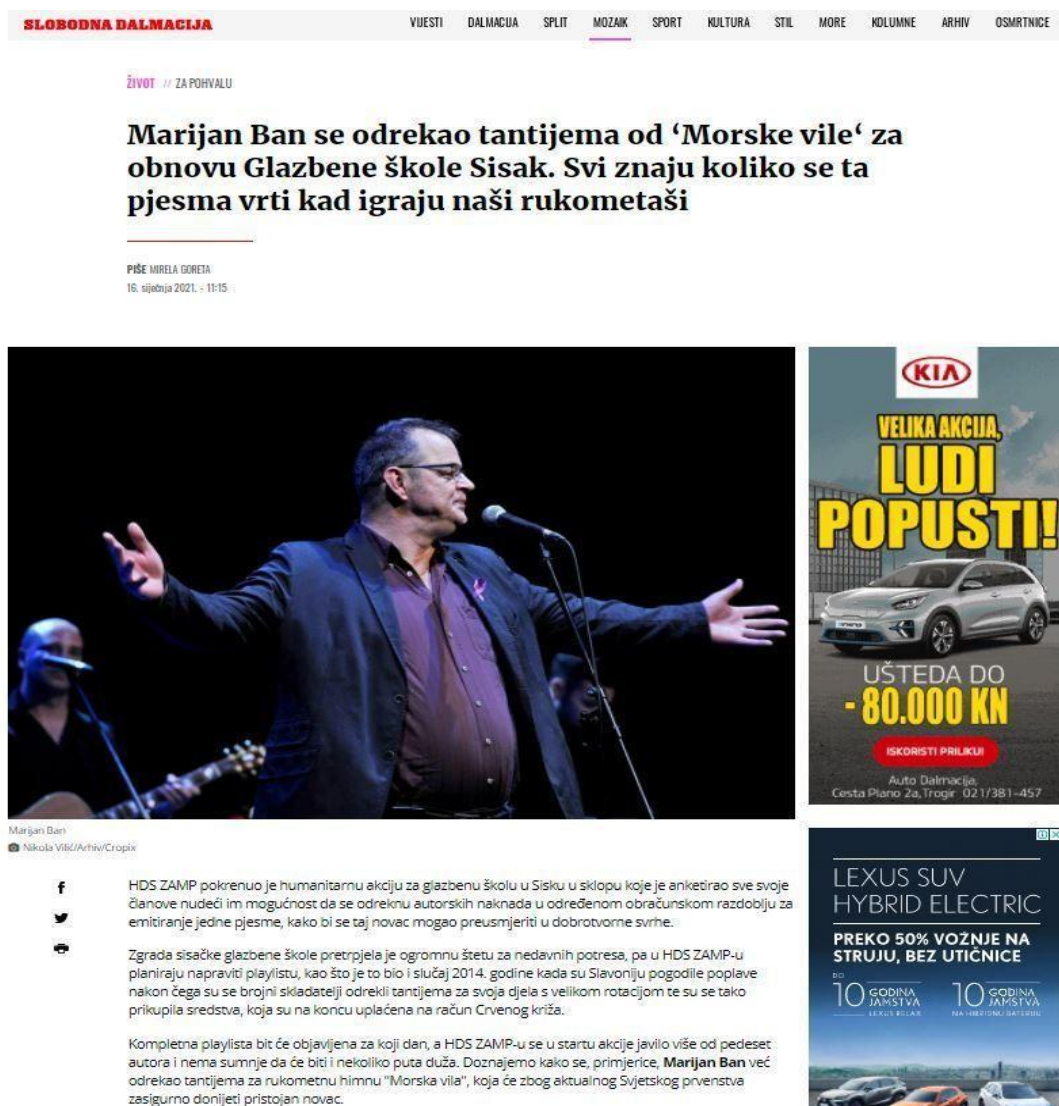 SLOBODNA DALMACIJA
VIJESTI DALMACIJA SPLIT MOZAIK SPORT KULTURA STIL MORE KOLUMNE ARHIV OSMRTNICE
ŽIVOT // ZA POHVALU
Marijan Ban se odrekao tantijema od ‘Morske vile‘ za
obnovu Glazbene škole Sisak. Svi znaju koliko se ta
pjesma vrti kad igraju naši rukometaši
PIŠE MIRELA GORETA
16. siječnja 2021. - 11:15
KIA
VELIKA AKCIJA,
LUDI
POPUSTI!
UŠTEDA DO
- 80.000 KN
ISKORISTI PRILIKU!
Auto Dalmacija,
Cesta Plano 2a, Trogir 021/381-457
Marijan Ban
Nikola Vilić/Arhiv/Cropix
HDS ZAMP pokrenuo je humanitarnu akciju za glazbenu školu u Sisku u sklopu koje je anketirao sve svoje
članove nudeći im mogućnost da se odreknu autorskih naknada u određenom obračunskom razdoblju za
emitiranje jedne pjesme, kako bi se taj novac mogao preusmjeriti u dobrotvorne svrhe.
Zgrada sisačke glazbene škole pretrpjela je ogromnu štetu za nedavnih potresa, pa u HDS ZAMP-u
planiraju napraviti playlistu, kao što je to bio i slučaj 2014. godine kada su Slavoniju pogodile poplave
nakon čega su se brojni skladatelji odrekli tantijema za svoja djela s velikom rotacijom te su se tako
prikupila sredstva, koja su na koncu uplaćena na račun Crvenog križa.
Kompletna playlista bit će objavljena za koji dan, a HDS ZAMP-u se u startu akcije javilo više od pedeset
autora i nema sumnje da će biti i nekoliko puta duža. Doznajemo kako se, primjerice, Marijan Ban već
odrekao tantijema za rukometnu himnu "Morska vila", koja će zbog aktualnog Svjetskog prvenstva
zasigurno donijeti pristojan novac.
LEXUS SUV
HYBRID ELECTRIC
PREKO 50% VOŽNJE NA
STRUJU, BEZ UTIČNICE
DO
10 GODINA JAMSTVA LEXUS RELAX
10 GODINA JAMSTVA NA HIBRIDNU BATERIJU